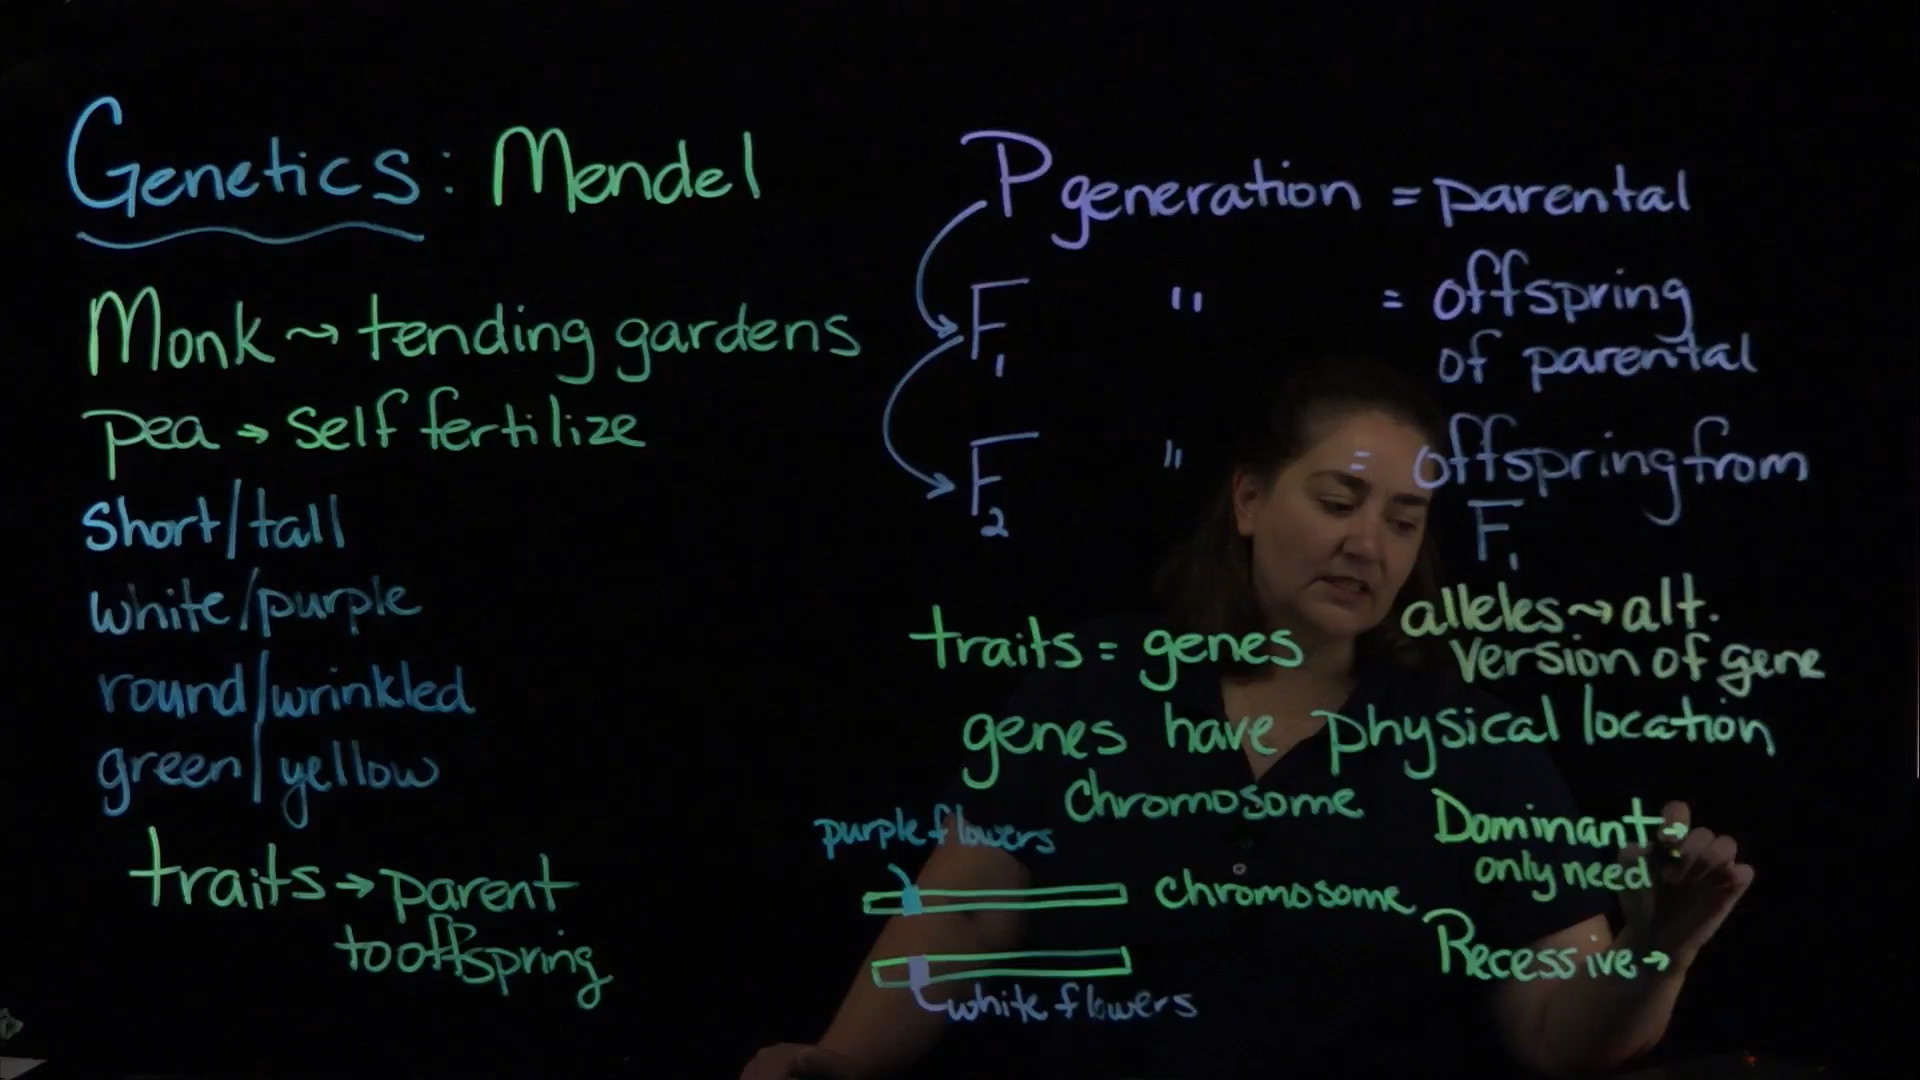 Genetics: Mendel
Monk ~> tending gardens
pea → self fertilize
short/tall
white/purple
round/wrinkled
green/yellow
traits → parent
to offspring
P generation = parental
F1 " = offspring
of parental
F2 " = offspring from
F1
traits = genes
alleles ~> alt.
version of gene
genes have physical location
chromosome
purple flowers
chromosome
white flowers
Dominant →
only need
Recessive →